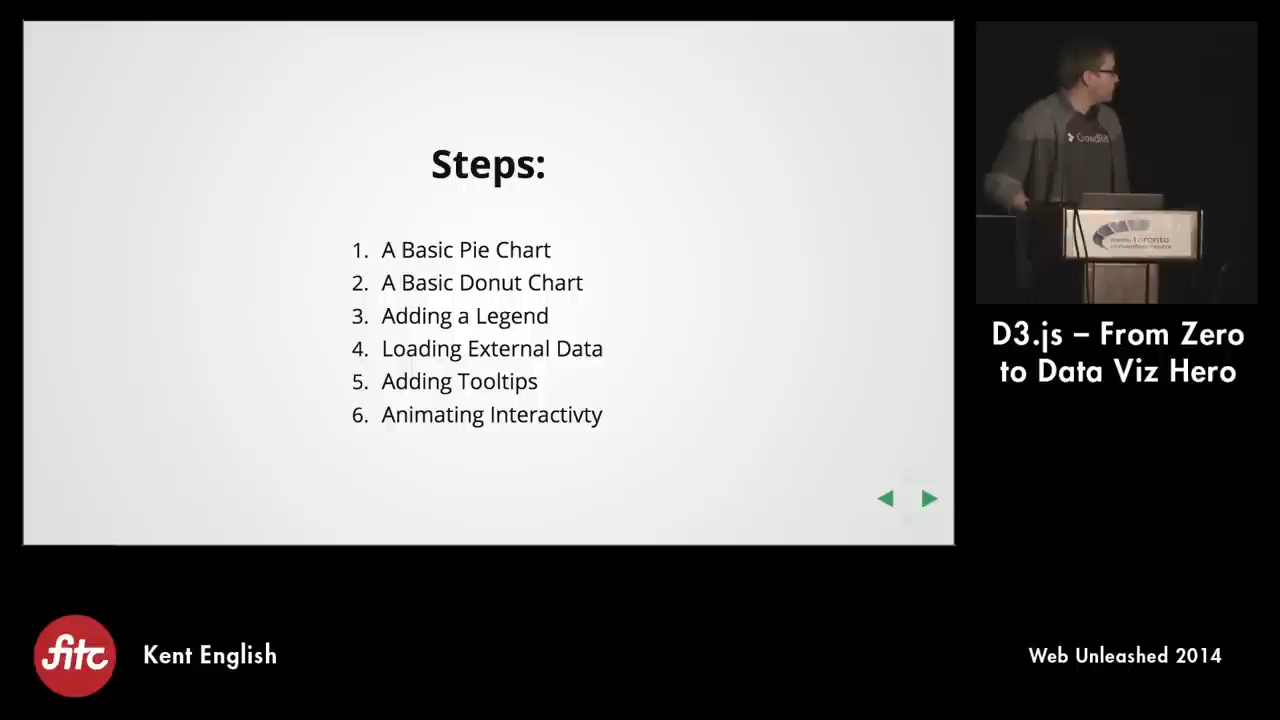 Steps:
1. A Basic Pie Chart
2. A Basic Donut Chart
3. Adding a Legend
4. Loading External Data
5. Adding Tooltips
6. Animating Interactivty
D3.js – From Zero
to Data Viz Hero
toronto
fitc
Kent English
Web Unleashed 2014